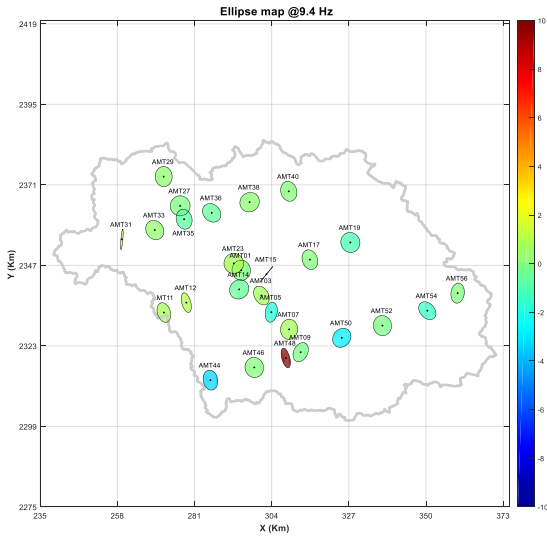 Ellipse map @9.4 Hz
2419
2395
2371
2347
2323
2299
2275
Y (Km)
235
258
281
304
327
350
373
X (Km)
10
8
6
4
2
0
-2
-4
-6
-8
-10
AMT29
AMT27
AMT40
AMT36
AMT38
AMT31
AMT33
AMT35
AMT19
AMT23
AMT01
AMT17
AMT15
AMT14
AMT03
AMT56
AMT12
MT11
AMT05
AMT54
AMT07
AMT52
AMT50
AMT09
AMT48
AMT46
AMT44